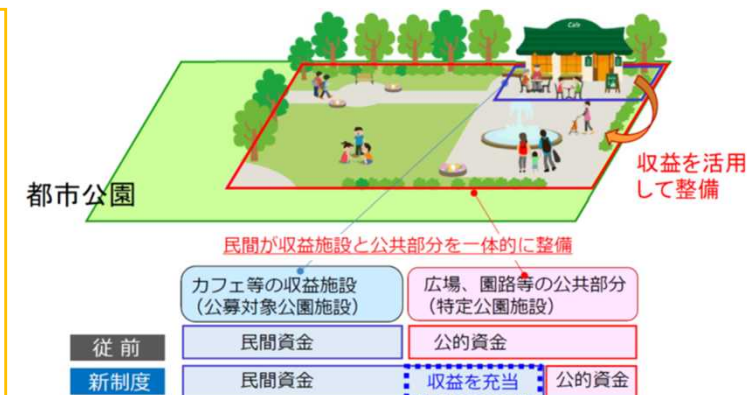 Cafe
収益を活用
して整備
都市公園
民間が収益施設と公共部分を一体的に整備
カフェ等の収益施設
(公募対象公園施設)
広場、園路等の公共部分
(特定公園施設)
従前
民間資金
公的資金
新制度
民間資金
収益を充当
公的資金